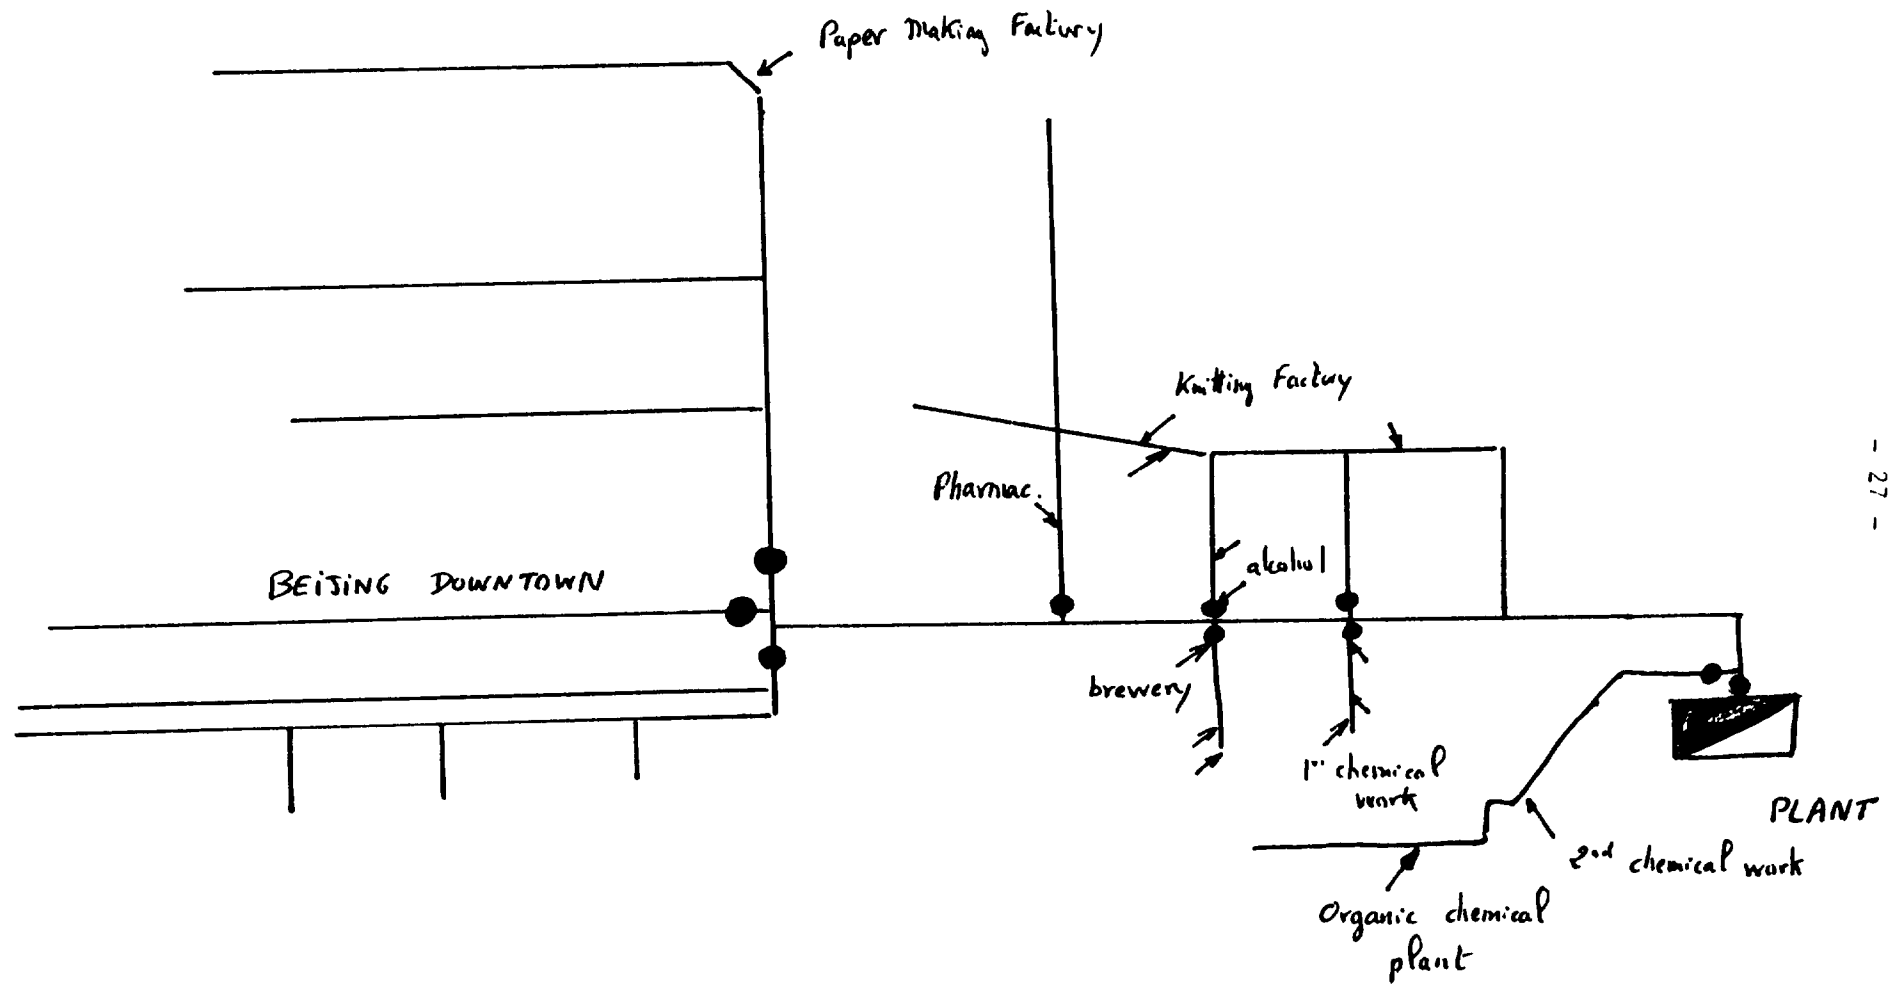 Paper Making Factory
Knitting Factory
Pharmac.
alkohol
BEIJING DOWNTOWN
brewery
1st chemical
work
PLANT
2nd chemical work
Organic chemical
plant
- 27 -